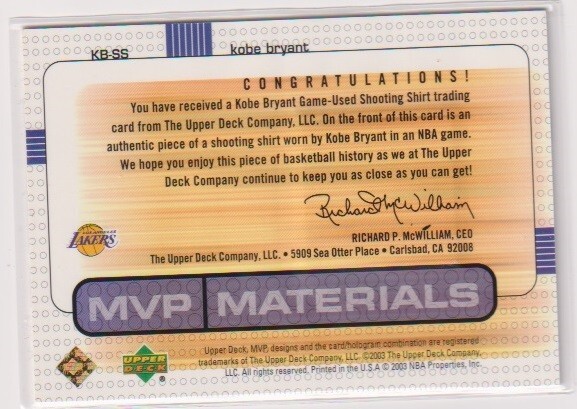 KB-SS
kobe bryant
CONGRATULATIONS!
You have received a Kobe Bryant Game-Used Shooting Shirt trading
card from The Upper Deck Company, LLC. On the front of this card is an
authentic piece of a shooting shirt worn by Kobe Bryant in an NBA game.
We hope you enjoy this piece of basketball history as we at The Upper
Deck Company continue to keep you as close as you can get!
Richard McWilliam
RICHARD P. McWILLIAM, CEO
LAKERS
The Upper Deck Company, LLC. • 5909 Sea Otter Place • Carlsbad, CA 92008
MVP MATERIALS
Upper Deck, MVP, designs and the card/hologram combination are registered
trademarks of The Upper Deck Company, LLC. ©2003 The Upper Deck Company,
LLC. All rights reserved. Printed in the U.S.A © 2003 NBA Properties, Inc.
UPPER
DECK ®